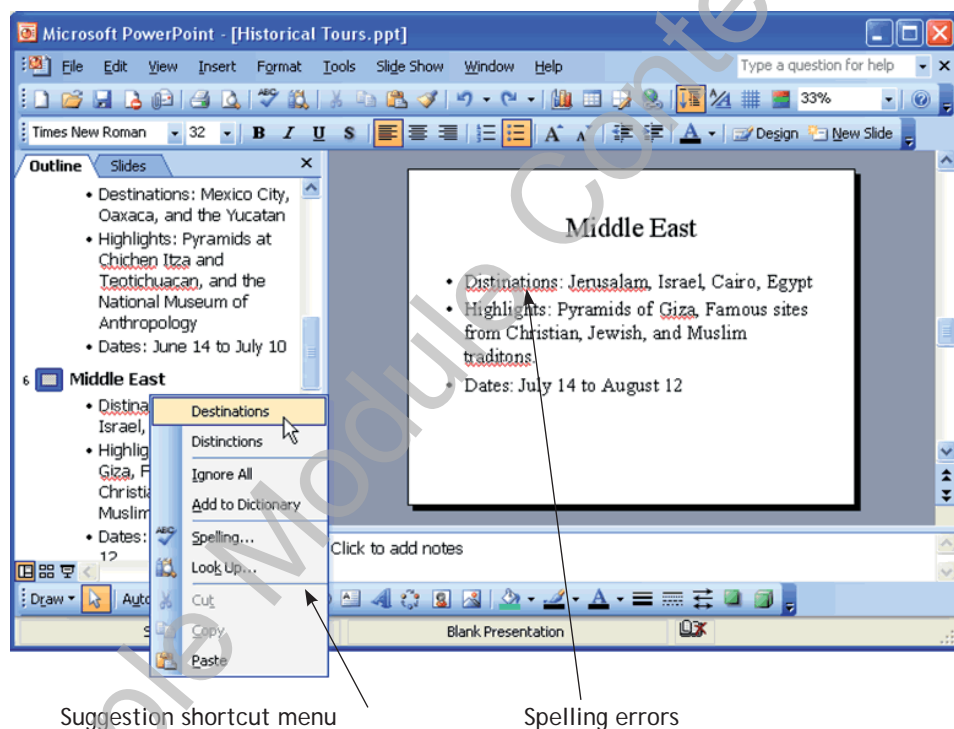 Microsoft PowerPoint - [Historical Tours.ppt]
File Edit View Insert Format Tools Slide Show Window Help Type a question for help
ABC 33%
Times New Roman 32 B I U S A A A Design New Slide
Outline Slides
• Destinations: Mexico City,
Oaxaca, and the Yucatan
• Highlights: Pyramids at
Chichen Itza and
Teotichuacan, and the
National Museum of
Anthropology
• Dates: June 14 to July 10
6 Middle East
• Distina
Israel,
• Highlig
Giza, F
Christia
Muslim
• Dates:
12
Destinations
Distinctions
Ignore All
Add to Dictionary
ABC Spelling...
Look Up...
Cut
Copy
Paste
Middle East
• Distinations: Jerusalam, Israel, Cairo, Egypt
• Highlights: Pyramids of Giza, Famous sites
from Christian, Jewish, and Muslim
traditons.
• Dates: July 14 to August 12
Click to add notes
Draw Auto A A
S Blank Presentation
Suggestion shortcut menu
Spelling errors
ple Module Conte